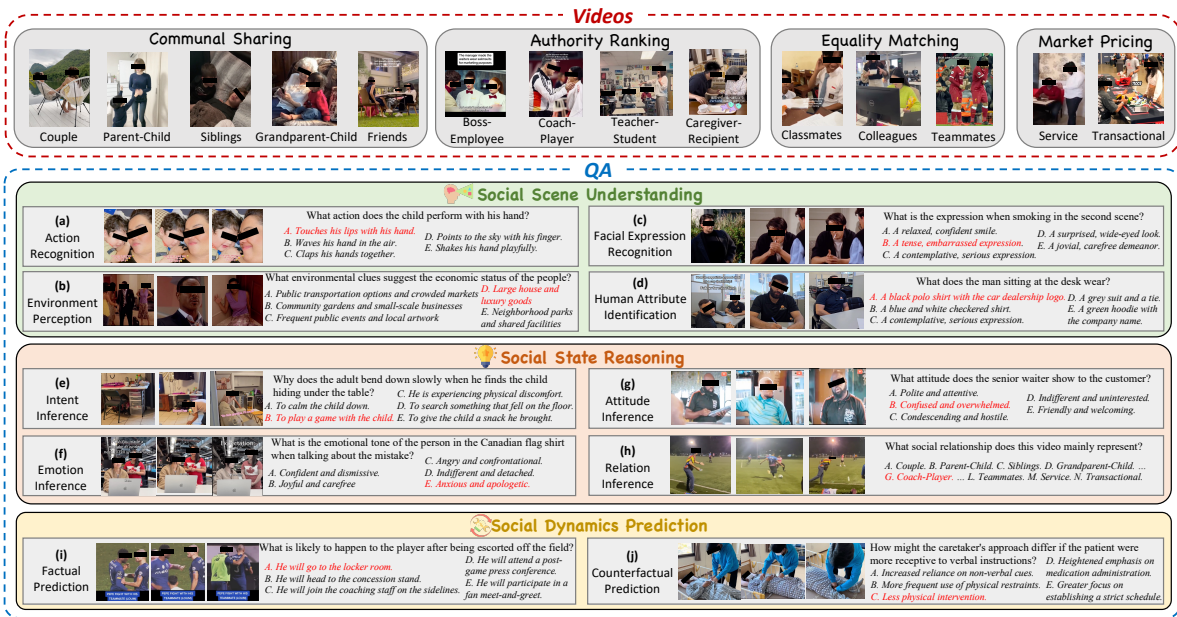 Videos
Communal Sharing
Couple
Parent-Child
Siblings
Grandparent-Child
Friends
Authority Ranking
Boss-
Employee
Coach-
Player
Teacher-
Student
Caregiver-
Recipient
Equality Matching
Classmates
Colleagues
Teammates
Market Pricing
Service
Transactional
QA
Social Scene Understanding
(a)
Action
Recognition
What action does the child perform with his hand?
A. Touches his lips with his hand.
B. Waves his hand in the air.
C. Claps his hands together.
D. Points to the sky with his finger.
E. Shakes his hand playfully.
(c)
Facial Expression
Recognition
What is the expression when smoking in the second scene?
A. A relaxed, confident smile.
B. A tense, embarrassed expression.
C. A contemplative, serious expression.
D. A surprised, wide-eyed look.
E. A jovial, carefree demeanor.
(b)
Environment
Perception
What environmental clues suggest the economic status of the people?
A. Public transportation options and crowded markets
B. Community gardens and small-scale businesses
C. Frequent public events and local artwork
D. Large house and
luxury goods
E. Neighborhood parks
and shared facilities
(d)
Human Attribute
Identification
What does the man sitting at the desk wear?
A. A black polo shirt with the car dealership logo.
B. A blue and white checkered shirt.
C. A contemplative, serious expression.
D. A grey suit and a tie.
E. A green hoodie with
the company name.
Social State Reasoning
(e)
Intent
Inference
Why does the adult bend down slowly when he finds the child
hiding under the table?
A. To calm the child down.
B. To play a game with the child.
C. He is experiencing physical discomfort.
D. To search something that fell on the floor.
E. To give the child a snack he brought.
(g)
Attitude
Inference
What attitude does the senior waiter show to the customer?
A. Polite and attentive.
B. Confused and overwhelmed.
C. Condescending and hostile.
D. Indifferent and uninterested.
E. Friendly and welcoming.
(f)
Emotion
Inference
What is the emotional tone of the person in the Canadian flag shirt
when talking about the mistake?
A. Confident and dismissive.
B. Joyful and carefree
C. Angry and confrontational.
D. Indifferent and detached.
E. Anxious and apologetic.
(h)
Relation
Inference
What social relationship does this video mainly represent?
A. Couple. B. Parent-Child. C. Siblings. D. Grandparent-Child. ...
G. Coach-Player. ... L. Teammates. M. Service. N. Transactional.
Social Dynamics Prediction
(i)
Factual
Prediction
What is likely to happen to the player after being escorted off the field?
A. He will go to the locker room.
B. He will head to the concession stand.
C. He will join the coaching staff on the sidelines.
D. He will attend a post-
game press conference.
E. He will participate in a
fan meet-and-greet.
(j)
Counterfactual
Prediction
How might the caretaker's approach differ if the patient were
more receptive to verbal instructions?
A. Increased reliance on non-verbal cues.
B. More frequent use of physical restraints.
C. Less physical intervention.
D. Heightened emphasis on
medication administration.
E. Greater focus on
establishing a strict schedule.